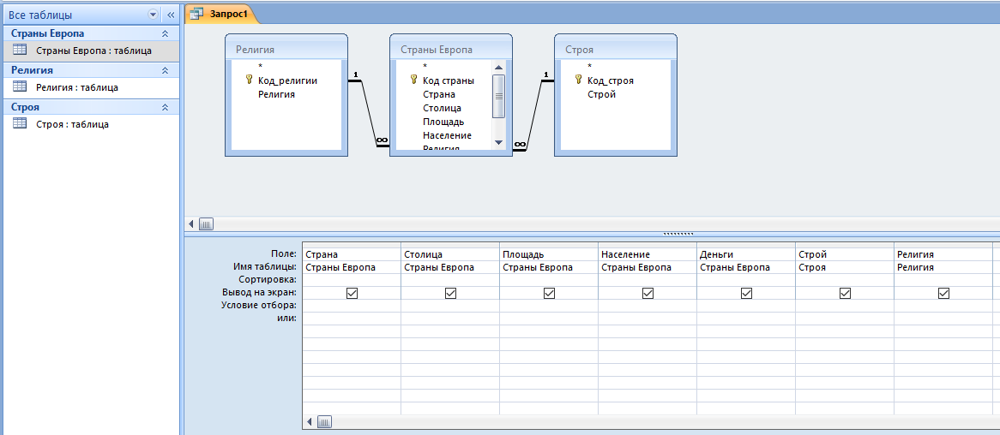 Все таблицы «
Страны Европа
Страны Европа : таблица
Религия
Религия : таблица
Строя
Строя : таблица
Запрос1
Религия
*
Код_религии
Религия
Страны Европа
*
Код страны
Страна
Столица
Площадь
Население
Религия
Строя
*
Код_строя
Строй
1 ∞
1 ∞
Поле: Страна Столица Площадь Население Деньги Строй Религия
Имя таблицы: Страны Европа Страны Европа Страны Европа Страны Европа Страны Европа Строя Религия
Сортировка:
Вывод на экран:
Условие отбора:
или: